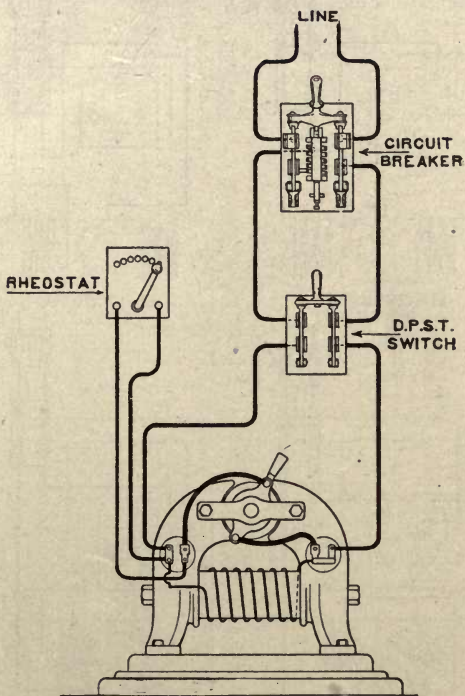 LINE
CIRCUIT
BREAKER
RHEOSTAT
D.P.S.T.
SWITCH